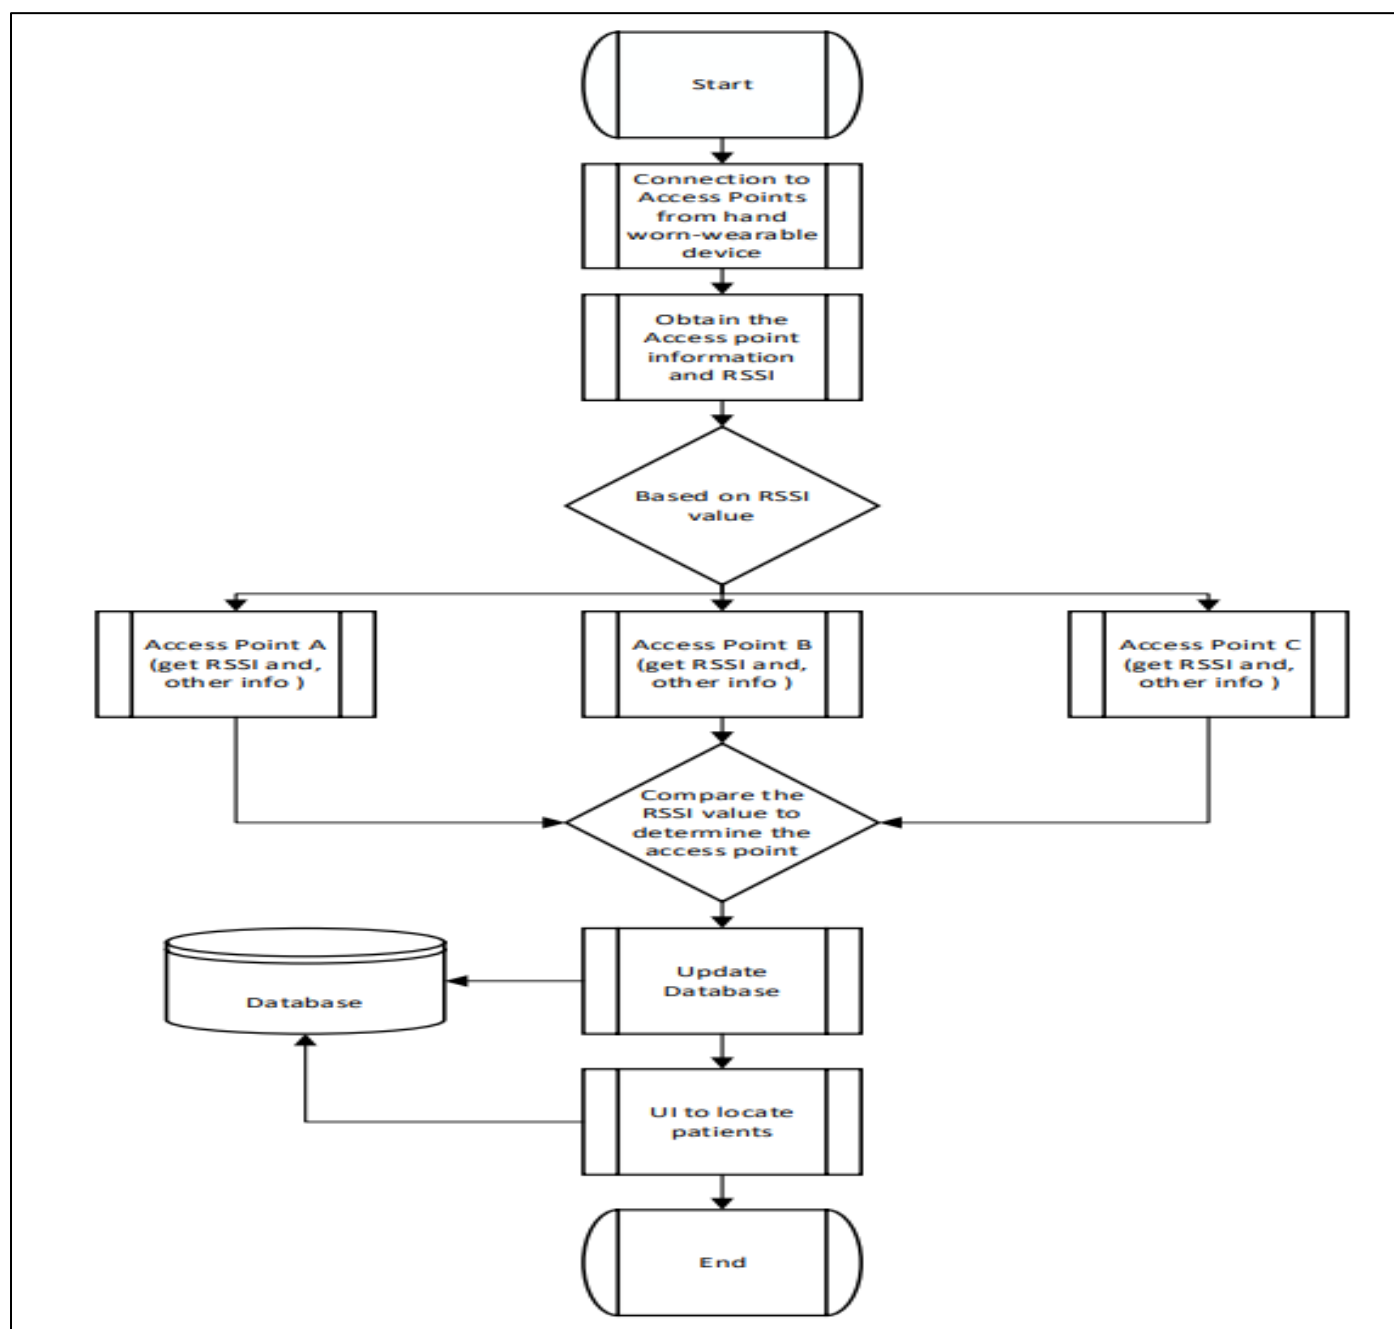 Start
Connection to
Access Points
from hand
worn-wearable
device
Obtain the
Access point
information
and RSSI
Based on RSSI
value
Access Point A
(get RSSI and,
other info )
Access Point B
(get RSSI and,
other info )
Access Point C
(get RSSI and,
other info )
Compare the
RSSI value to
determine the
access point
Update
Database
Database
UI to locate
patients
End